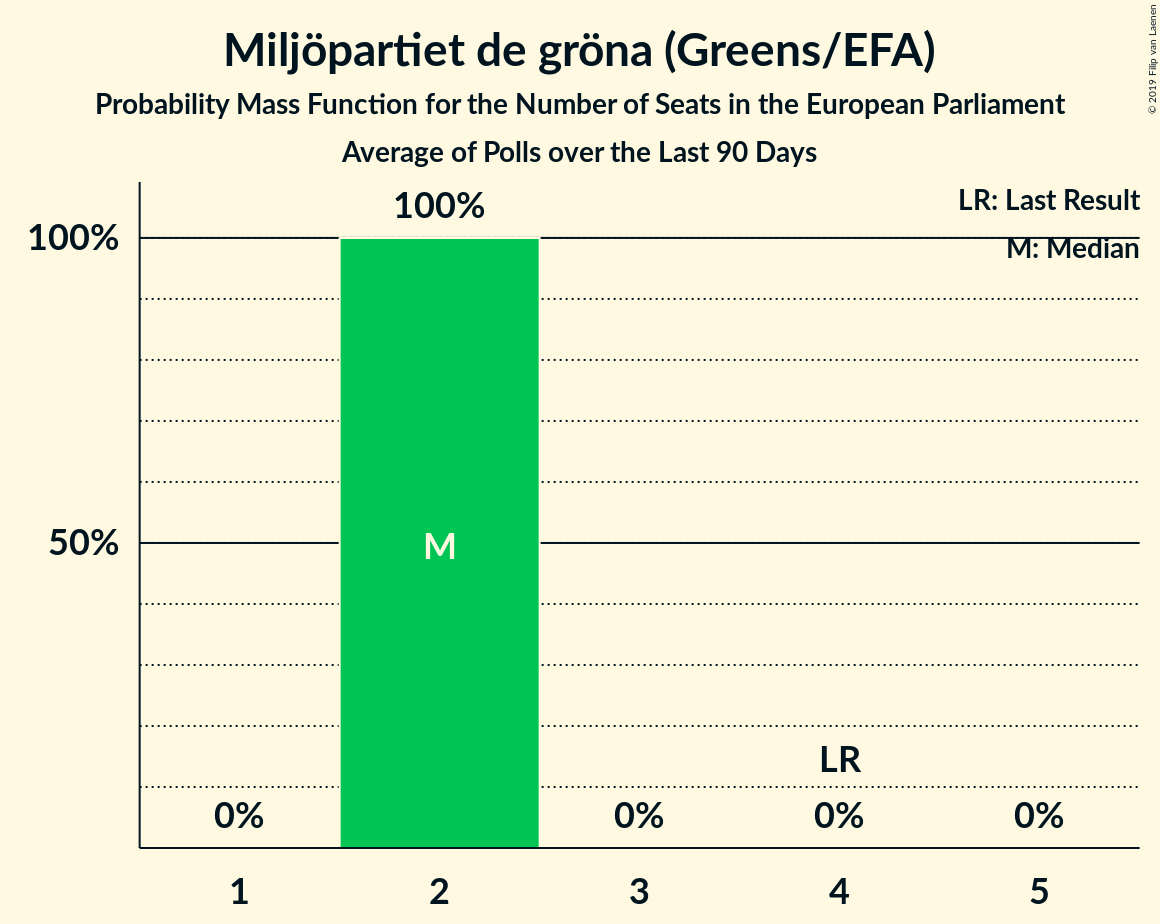 Miljöpartiet de gröna (Greens/EFA)
Probability Mass Function for the Number of Seats in the European Parliament
Average of Polls over the Last 90 Days
© 2019 Filip van Laenen
LR: Last Result
M: Median
100%
100%
50%
M
LR
0%
0%
0%
0%
1
2
3
4
5